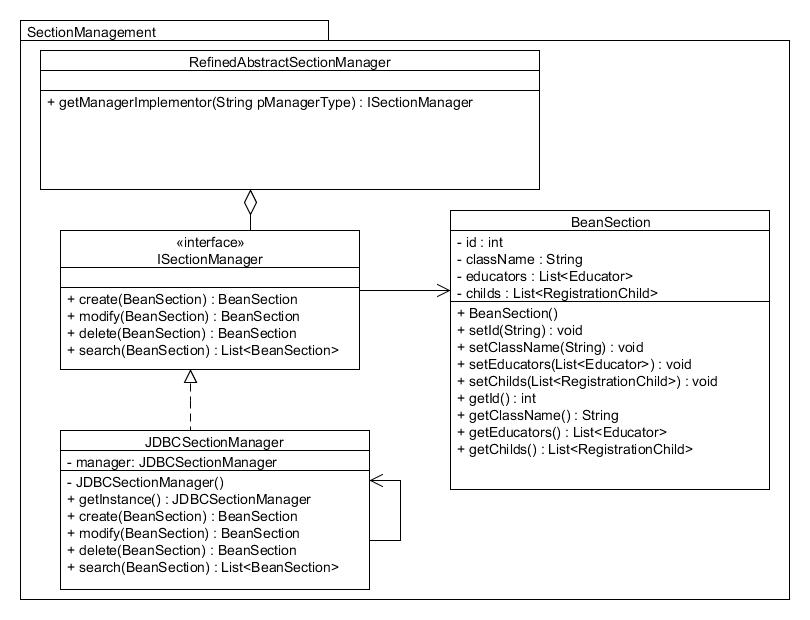 SectionManagement
RefinedAbstractSectionManager
+ getManagerImplementor(String pManagerType) : ISectionManager
«interface»
ISectionManager
+ create(BeanSection) : BeanSection
+ modify(BeanSection) : BeanSection
+ delete(BeanSection) : BeanSection
+ search(BeanSection) : List<BeanSection>
BeanSection
- id : int
- className : String
- educators : List<Educator>
- childs : List<RegistrationChild>
+ BeanSection()
+ setId(String) : void
+ setClassName(String) : void
+ setEducators(List<Educator>) : void
+ setChilds(List<RegistrationChild>) : void
+ getId() : int
+ getClassName() : String
+ getEducators() : List<Educator>
+ getChilds() : List<RegistrationChild>
JDBCSectionManager
- manager: JDBCSectionManager
- JDBCSectionManager()
+ getInstance() : JDBCSectionManager
+ create(BeanSection) : BeanSection
+ modify(BeanSection) : BeanSection
+ delete(BeanSection) : BeanSection
+ search(BeanSection) : List<BeanSection>